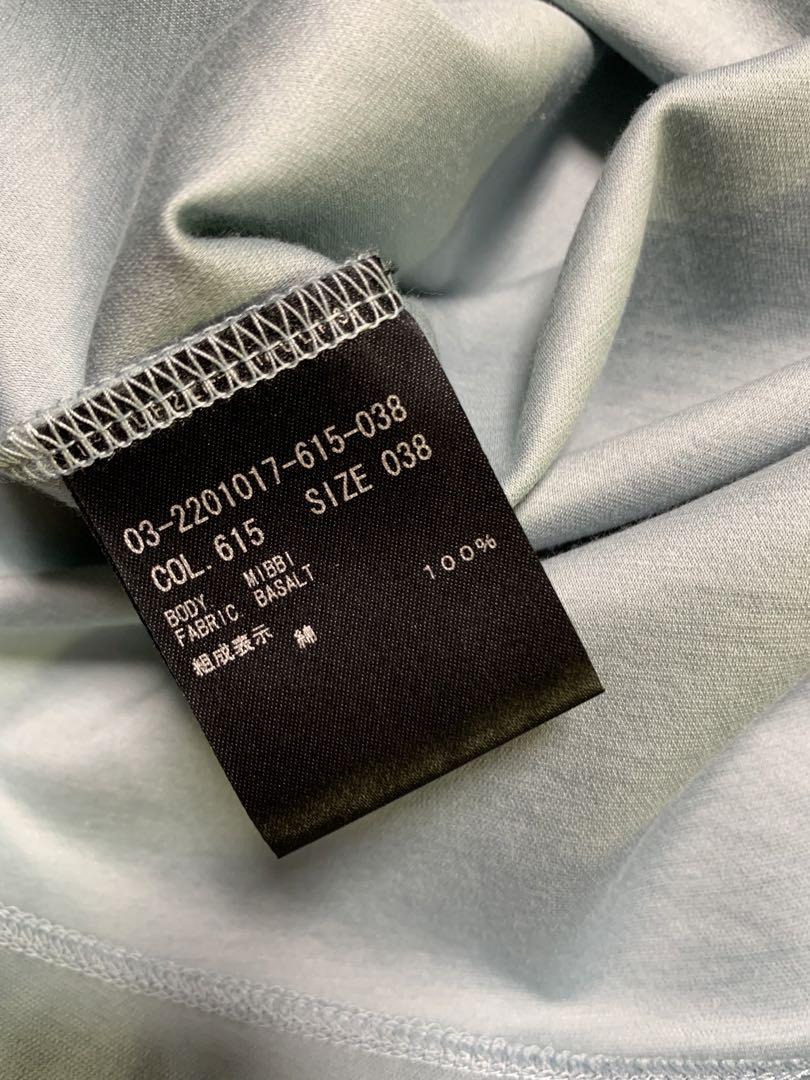 03-2201017-615-038
COL. 615 SIZE 038
BODY MIBBI
FABRIC BASALT
組成表示 綿 100%